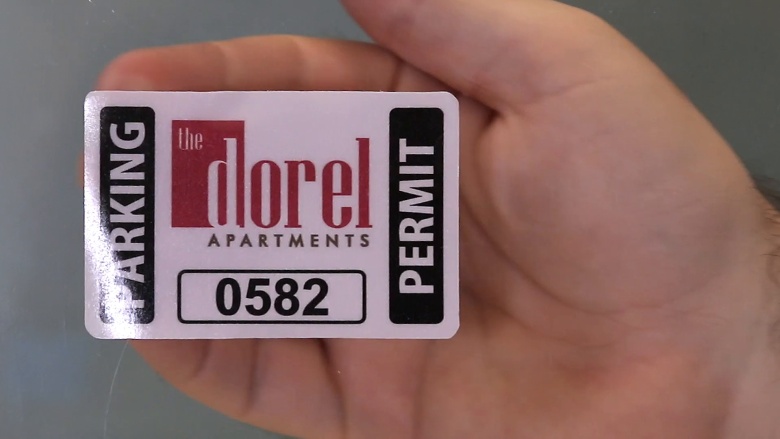 PARKING
the
dorel
APARTMENTS
0582
PERMIT